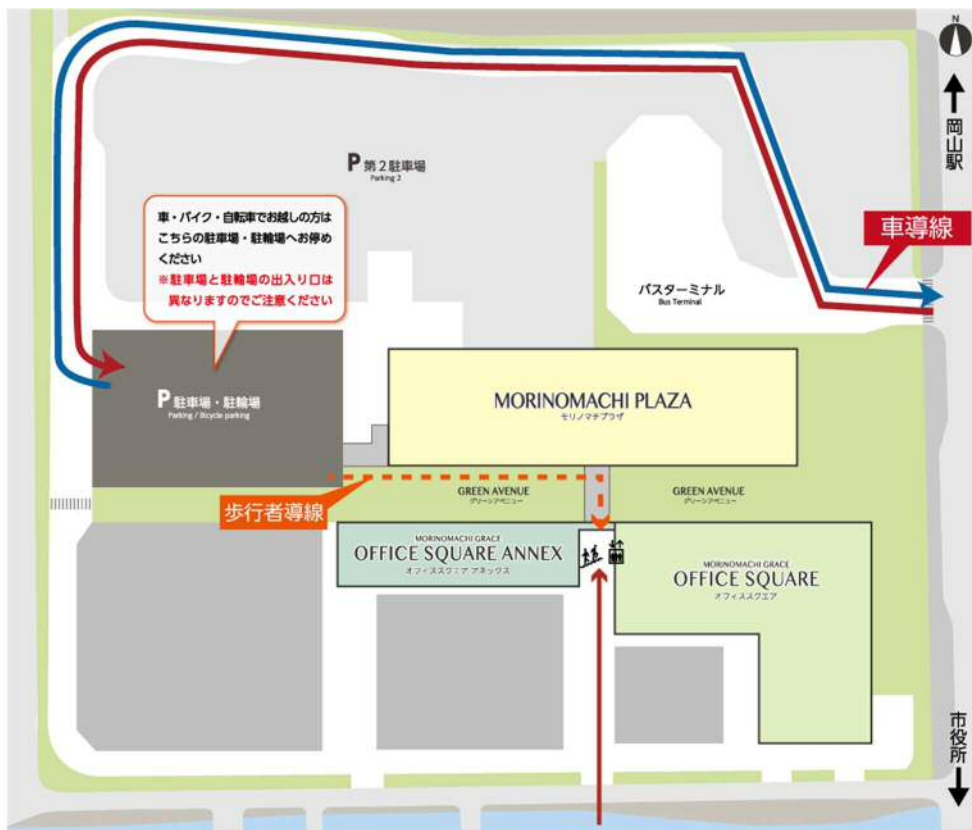 N
岡山駅
P 第2駐車場
Parking 2
車・バイク・自転車でお越しの方は
こちらの駐車場・駐輪場へお停め
ください
※駐車場と駐輪場の出入り口は
異なりますのでご注意ください
車導線
バスターミナル
Bus Terminal
P 駐車場・駐輪場
Parking / Bicycle parking
MORINOMACHI PLAZA
モリノマチプラザ
GREEN AVENUE
グリーンアベニュー
GREEN AVENUE
グリーンアベニュー
歩行者導線
MORINOMACHI GRACE
OFFICE SQUARE ANNEX
オフィススクエア アネックス
MORINOMACHI GRACE
OFFICE SQUARE
オフィススクエア
市役所